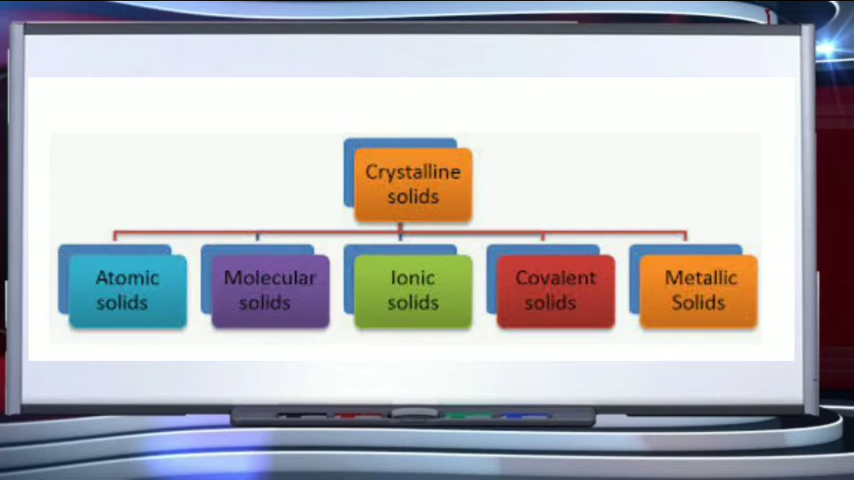 Crystalline
solids
Atomic
solids
Molecular
solids
Ionic
solids
Covalent
solids
Metallic
Solids